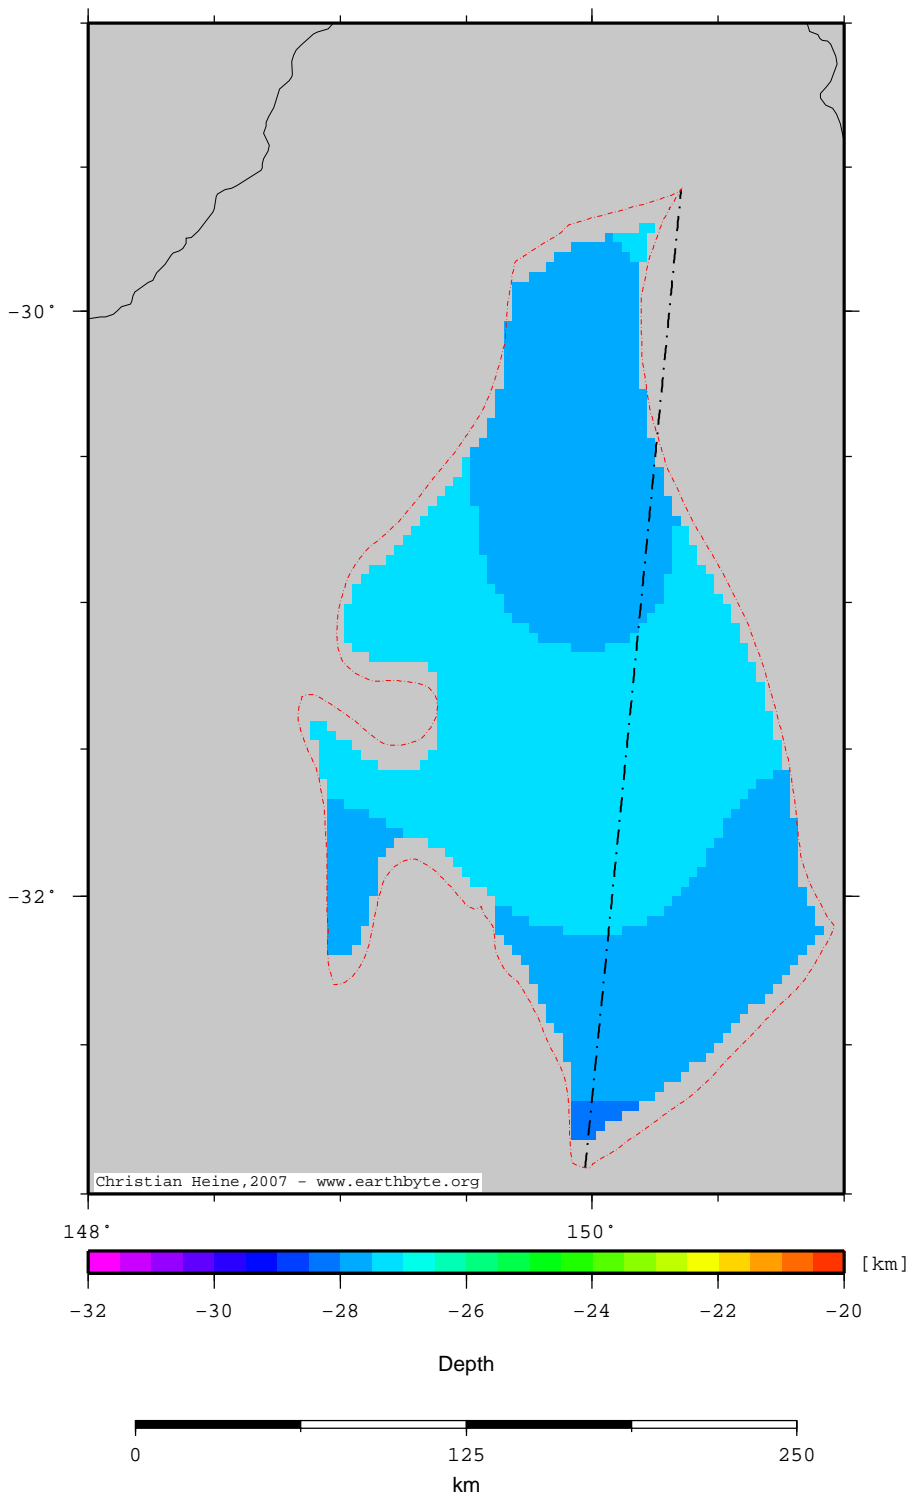 −30°
−32°
Christian Heine,2007 − www.earthbyte.org
148° 150°
[km]
−32 −30 −28 −26 −24 −22 −20
Depth
0 125 250
km